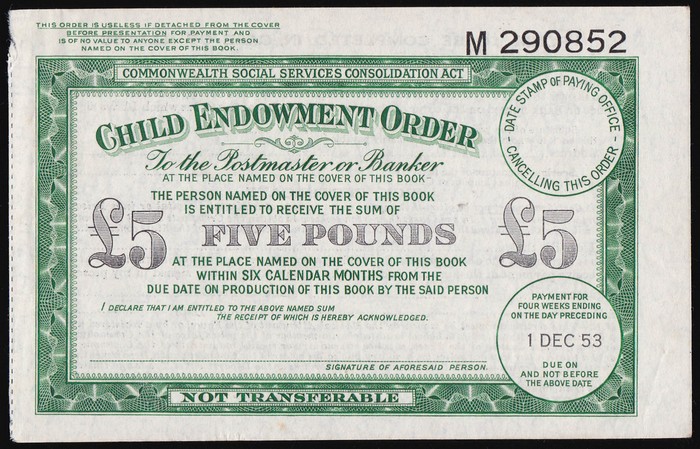 THIS ORDER IS USELESS IF DETACHED FROM THE COVER
BEFORE PRESENTATION FOR PAYMENT AND
IS OF NO VALUE TO ANYONE EXCEPT THE PERSON
NAMED ON THE COVER OF THIS BOOK.
M 290852
COMMONWEALTH SOCIAL SERVICES CONSOLIDATION ACT
DATE STAMP OF PAYING OFFICE
CANCELLING THIS ORDER
CHILD ENDOWMENT ORDER
To the Postmaster or Banker
AT THE PLACE NAMED ON THE COVER OF THIS BOOK-
THE PERSON NAMED ON THE COVER OF THIS BOOK
IS ENTITLED TO RECEIVE THE SUM OF
£5 FIVE POUNDS £5
AT THE PLACE NAMED ON THE COVER OF THIS BOOK
WITHIN SIX CALENDAR MONTHS FROM THE
DUE DATE ON PRODUCTION OF THIS BOOK BY THE SAID PERSON
I DECLARE THAT I AM ENTITLED TO THE ABOVE NAMED SUM
THE RECEIPT OF WHICH IS HEREBY ACKNOWLEDGED.
SIGNATURE OF AFORESAID PERSON.
PAYMENT FOR
FOUR WEEKS ENDING
ON THE DAY PRECEDING
1 DEC 53
DUE ON
AND NOT BEFORE
THE ABOVE DATE
NOT TRANSFERABLE